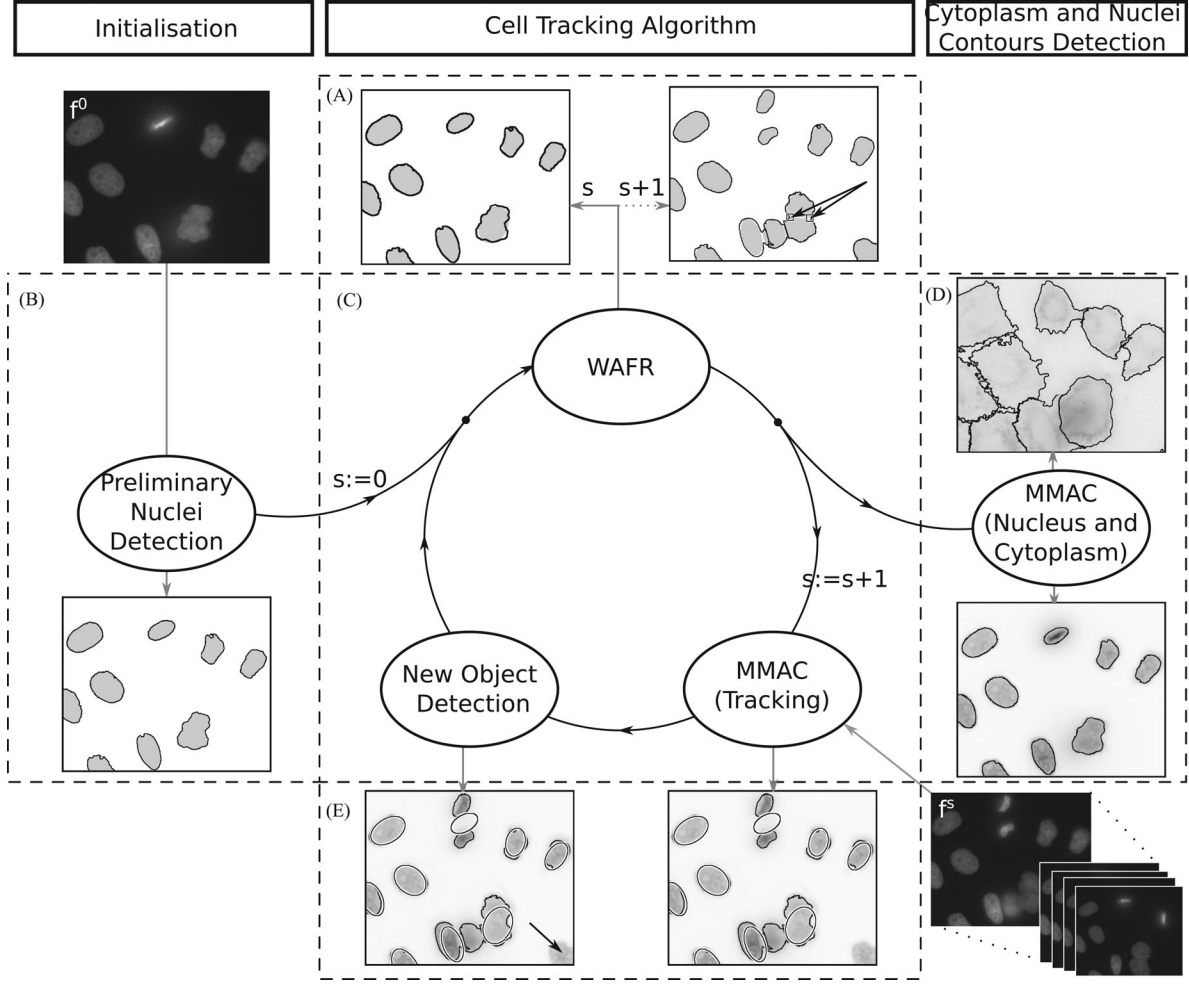 Initialisation
Cell Tracking Algorithm
Cytoplasm and Nuclei
Contours Detection
f⁰
(A)
s
s+1
(B)
(C)
(D)
WAFR
Preliminary
Nuclei
Detection
s:=0
MMAC
(Nucleus and
Cytoplasm)
s:=s+1
New Object
Detection
MMAC
(Tracking)
(E)
fˢ